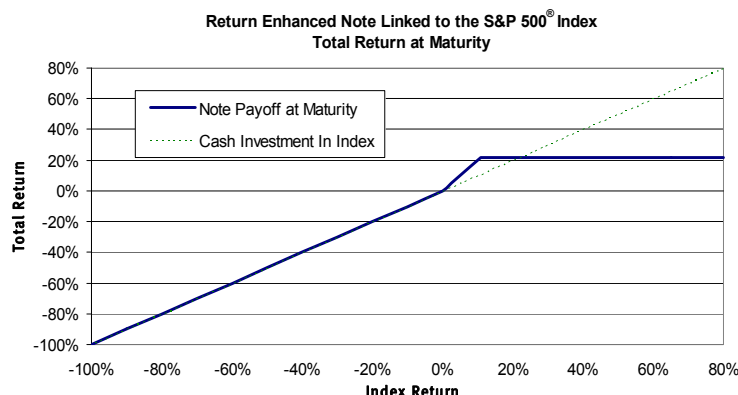 Return Enhanced Note Linked to the S&P 500® Index
Total Return at Maturity
80%
60%
40%
20%
0%
-20%
-40%
-60%
-80%
-100%
Total Return
Note Payoff at Maturity
Cash Investment In Index
-100% -80% -60% -40% -20% 0% 20% 40% 60% 80%
Index Return